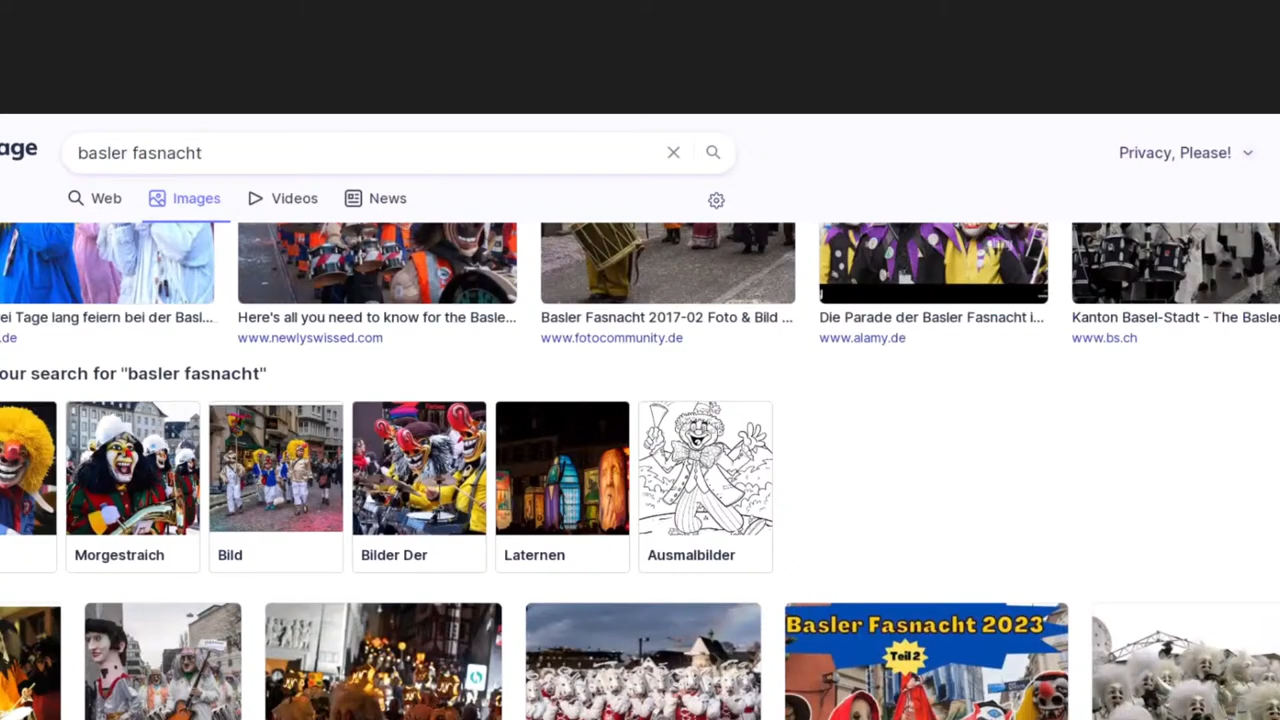 age
basler fasnacht
Privacy, Please!
Web
Images
Videos
News
ei Tage lang feiern bei der Basl...
.de
Here's all you need to know for the Basle...
www.newlyswissed.com
Basler Fasnacht 2017-02 Foto & Bild ...
www.fotocommunity.de
Die Parade der Basler Fasnacht i...
www.alamy.de
Kanton Basel-Stadt - The Basler
www.bs.ch
our search for "basler fasnacht"
Morgestraich
Bild
Bilder Der
Laternen
Ausmalbilder
Basler Fasnacht 2023
Teil 2